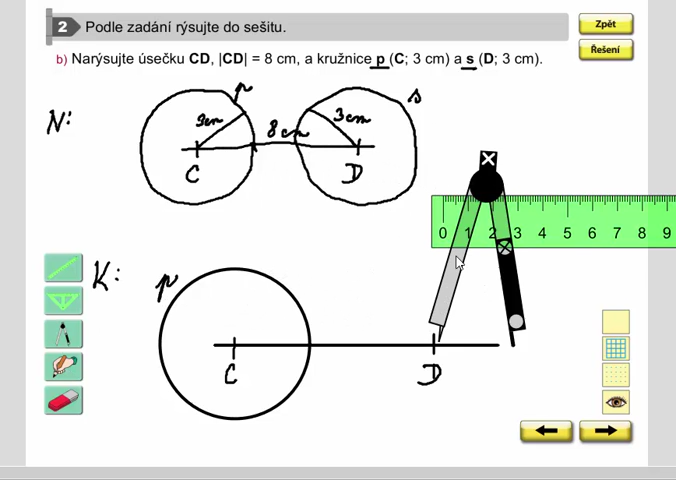 2 Podle zadání rýsujte do sešitu.
Zpět
Řešení
b) Narýsujte úsečku CD, |CD| = 8 cm, a kružnice p (C; 3 cm) a s (D; 3 cm).
N:
p
s
3cm
8 cm
3cm
C
D
0 1 2 3 4 5 6 7 8 9
K:
p
C
D